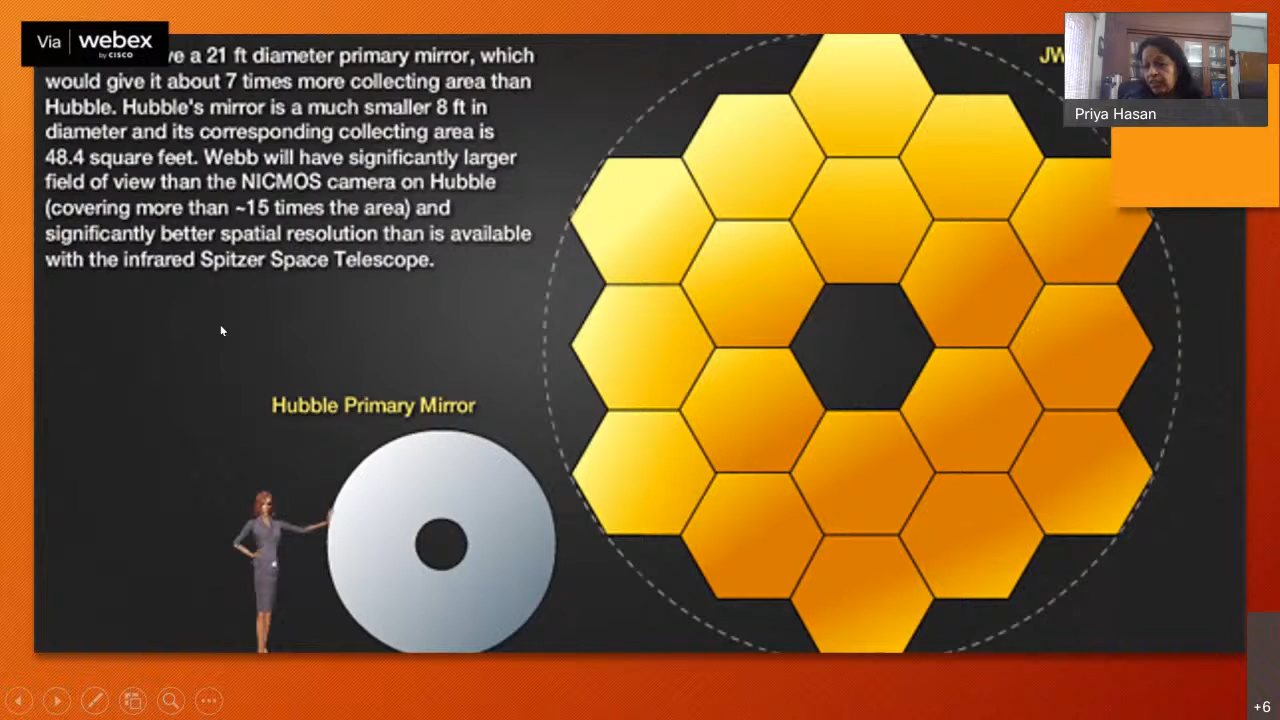 Via webex
by CISCO
ve a 21 ft diameter primary mirror, which
would give it about 7 times more collecting area than
Hubble. Hubble's mirror is a much smaller 8 ft in
diameter and its corresponding collecting area is
48.4 square feet. Webb will have significantly larger
field of view than the NICMOS camera on Hubble
(covering more than ~15 times the area) and
significantly better spatial resolution than is available
with the infrared Spitzer Space Telescope.
JW
Priya Hasan
Hubble Primary Mirror
+6